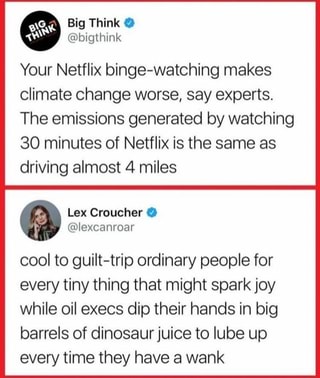 BIG
THINK
Big Think
@bigthink
Your Netflix binge-watching makes
climate change worse, say experts.
The emissions generated by watching
30 minutes of Netflix is the same as
driving almost 4 miles
Lex Croucher
@lexcanroar
cool to guilt-trip ordinary people for
every tiny thing that might spark joy
while oil execs dip their hands in big
barrels of dinosaur juice to lube up
every time they have a wank